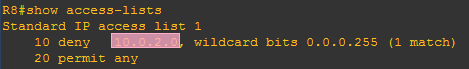 R8#show access-lists
Standard IP access list 1
10 deny 10.0.2.0, wildcard bits 0.0.0.255 (1 match)
20 permit any